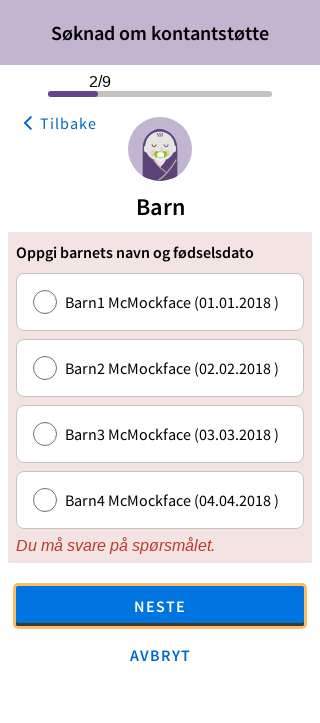 Søknad om kontantstøtte
2/9
Tilbake
Barn
Oppgi barnets navn og fødselsdato
Barn1 McMockface (01.01.2018 )
Barn2 McMockface (02.02.2018 )
Barn3 McMockface (03.03.2018 )
Barn4 McMockface (04.04.2018 )
Du må svare på spørsmålet.
NESTE
AVBRYT